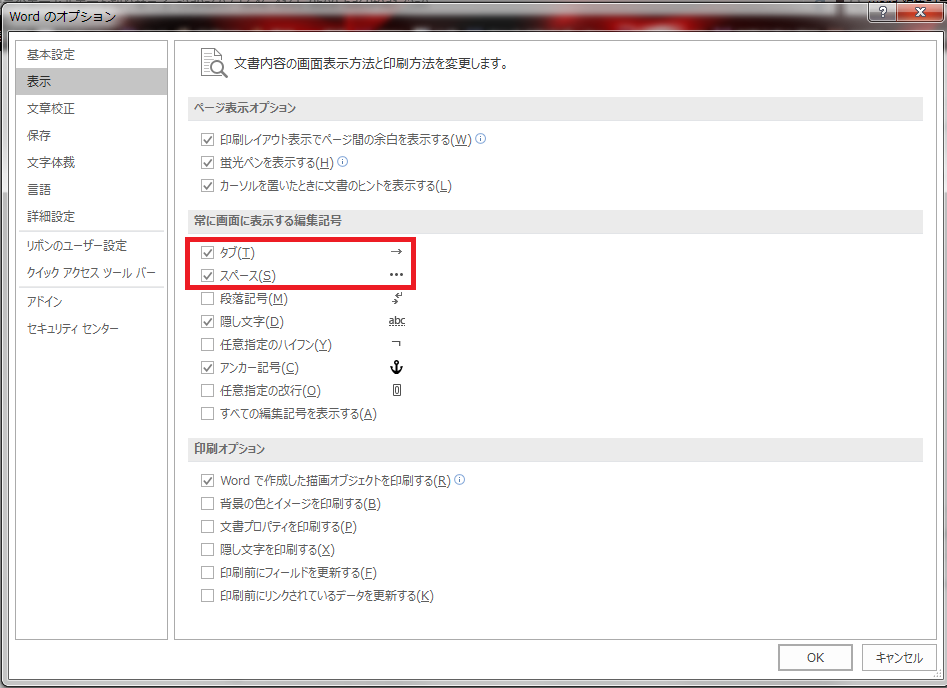 Word のオプション
?
基本設定
表示
文章校正
保存
文字体裁
言語
詳細設定
リボンのユーザー設定
クイック アクセス ツール バー
アドイン
セキュリティ センター
文書内容の画面表示方法と印刷方法を変更します。
ページ表示オプション
印刷レイアウト表示でページ間の余白を表示する(W)
蛍光ペンを表示する(H)
カーソルを置いたときに文書のヒントを表示する(L)
常に画面に表示する編集記号
タブ(T) →
スペース(S) ···
段落記号(M)
隠し文字(D) abc
任意指定のハイフン(Y) ¬
アンカー記号(C)
任意指定の改行(O)
すべての編集記号を表示する(A)
印刷オプション
Word で作成した描画オブジェクトを印刷する(R)
背景の色とイメージを印刷する(B)
文書プロパティを印刷する(P)
隠し文字を印刷する(X)
印刷前にフィールドを更新する(F)
印刷前にリンクされているデータを更新する(K)
OK キャンセル